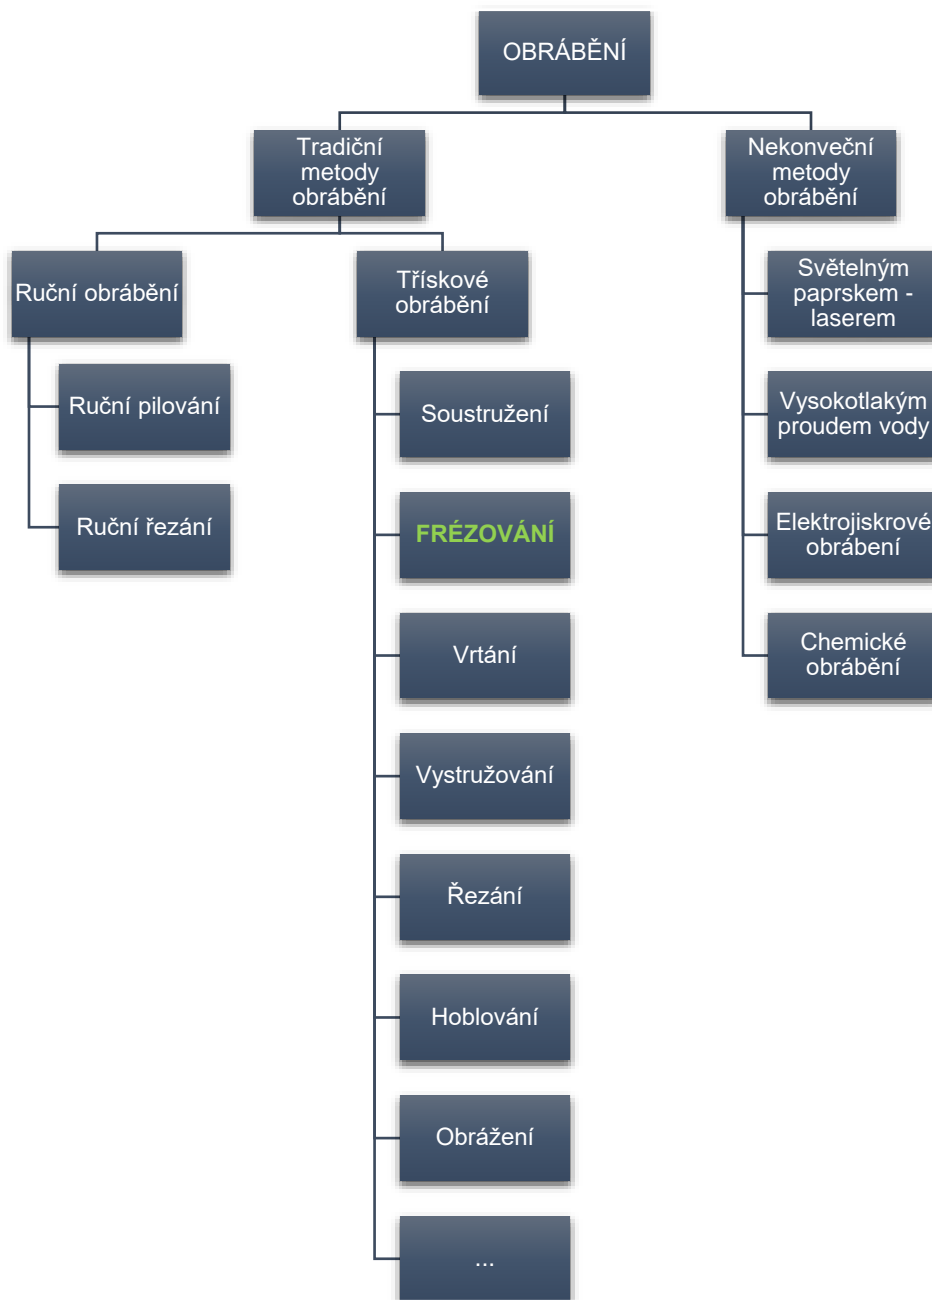 OBRÁBĚNÍ
Tradiční
metody
obrábění
Nekonveční
metody
obrábění
Ruční obrábění
Ruční pilování
Ruční řezání
Třískové
obrábění
Soustružení
FRÉZOVÁNÍ
Vrtání
Vystružování
Řezání
Hoblování
Obrážení
...
Světelným
paprskem -
laserem
Vysokotlakým
proudem vody
Elektrojiskrové
obrábení
Chemické
obrábění